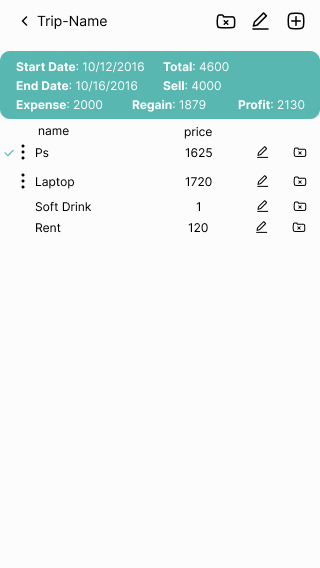 Trip-Name
Start Date: 10/12/2016 Total: 4600
End Date: 10/16/2016 Sell: 4000
Expense: 2000 Regain: 1879 Profit: 2130
name price
Ps 1625
Laptop 1720
Soft Drink 1
Rent 120